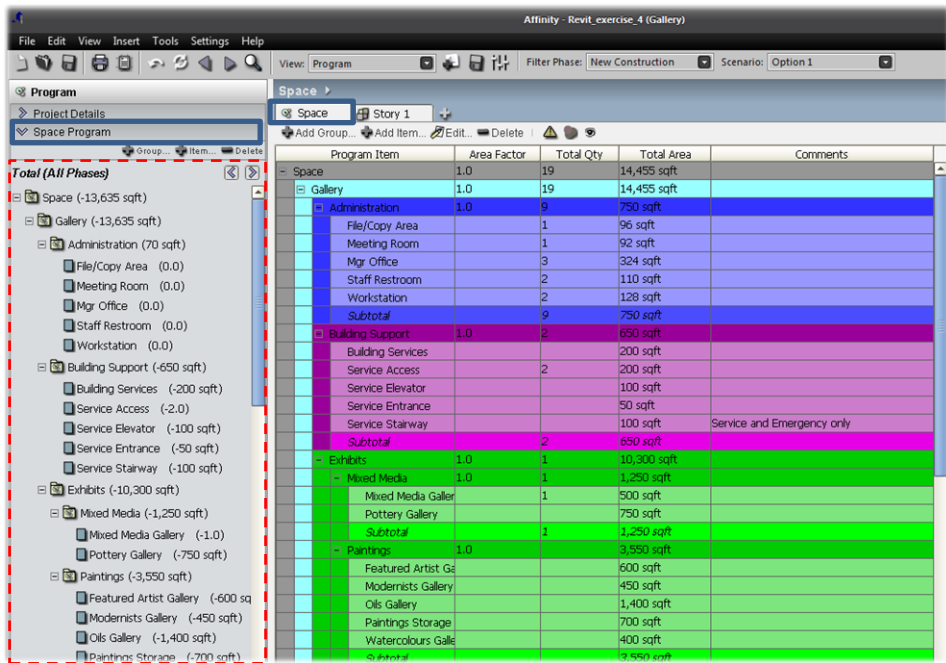 Affinity - Revit_exercise_4 (Gallery)
File Edit View Insert Tools Settings Help
View: Program Filter Phase: New Construction Scenario: Option 1
Program
Project Details
Space Program
Group... Item... Delete
Total (All Phases)
Space (-13,635 sqft)
Gallery (-13,635 sqft)
Administration (70 sqft)
File/Copy Area (0.0)
Meeting Room (0.0)
Mgr Office (0.0)
Staff Restroom (0.0)
Workstation (0.0)
Building Support (-650 sqft)
Building Services (-200 sqft)
Service Access (-2.0)
Service Elevator (-100 sqft)
Service Entrance (-50 sqft)
Service Stairway (-100 sqft)
Exhibits (-10,300 sqft)
Mixed Media (-1,250 sqft)
Mixed Media Gallery (-1.0)
Pottery Gallery (-750 sqft)
Paintings (-3,550 sqft)
Featured Artist Gallery (-600 sq
Modernists Gallery (-450 sqft)
Oils Gallery (-1,400 sqft)
Paintings Storage (-700 sqft)
Space
Space Story 1
Add Group... Add Item... Edit... Delete
Program Item Area Factor Total Qty Total Area Comments
Space 1.0 19 14,455 sqft
Gallery 1.0 19 14,455 sqft
Administration 1.0 9 750 sqft
File/Copy Area 1 96 sqft
Meeting Room 1 92 sqft
Mgr Office 3 324 sqft
Staff Restroom 2 110 sqft
Workstation 2 128 sqft
Subtotal 9 750 sqft
Building Support 1.0 2 650 sqft
Building Services 200 sqft
Service Access 2 200 sqft
Service Elevator 100 sqft
Service Entrance 50 sqft
Service Stairway 100 sqft Service and Emergency only
Subtotal 2 650 sqft
Exhibits 1.0 1 10,300 sqft
Mixed Media 1.0 1 1,250 sqft
Mixed Media Galler 1 500 sqft
Pottery Gallery 750 sqft
Subtotal 1 1,250 sqft
Paintings 1.0 3,550 sqft
Featured Artist Ga 600 sqft
Modernists Gallery 450 sqft
Oils Gallery 1,400 sqft
Paintings Storage 700 sqft
Watercolours Galle 400 sqft
Subtotal 3,550 sqft